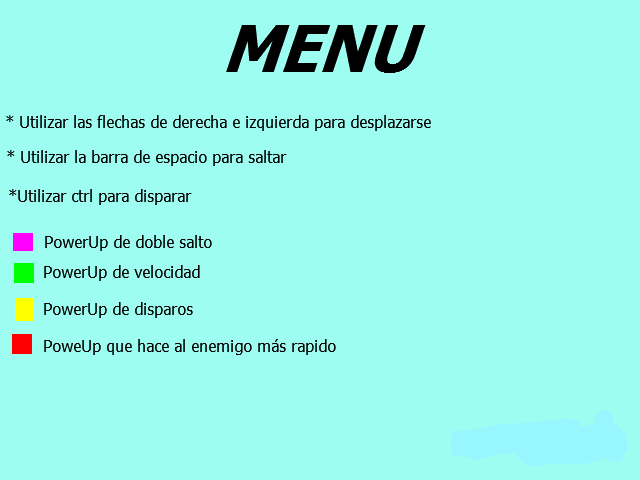 MENU
* Utilizar las flechas de derecha e izquierda para desplazarse
* Utilizar la barra de espacio para saltar
*Utilizar ctrl para disparar
PowerUp de doble salto
PowerUp de velocidad
PowerUp de disparos
PoweUp que hace al enemigo más rapido